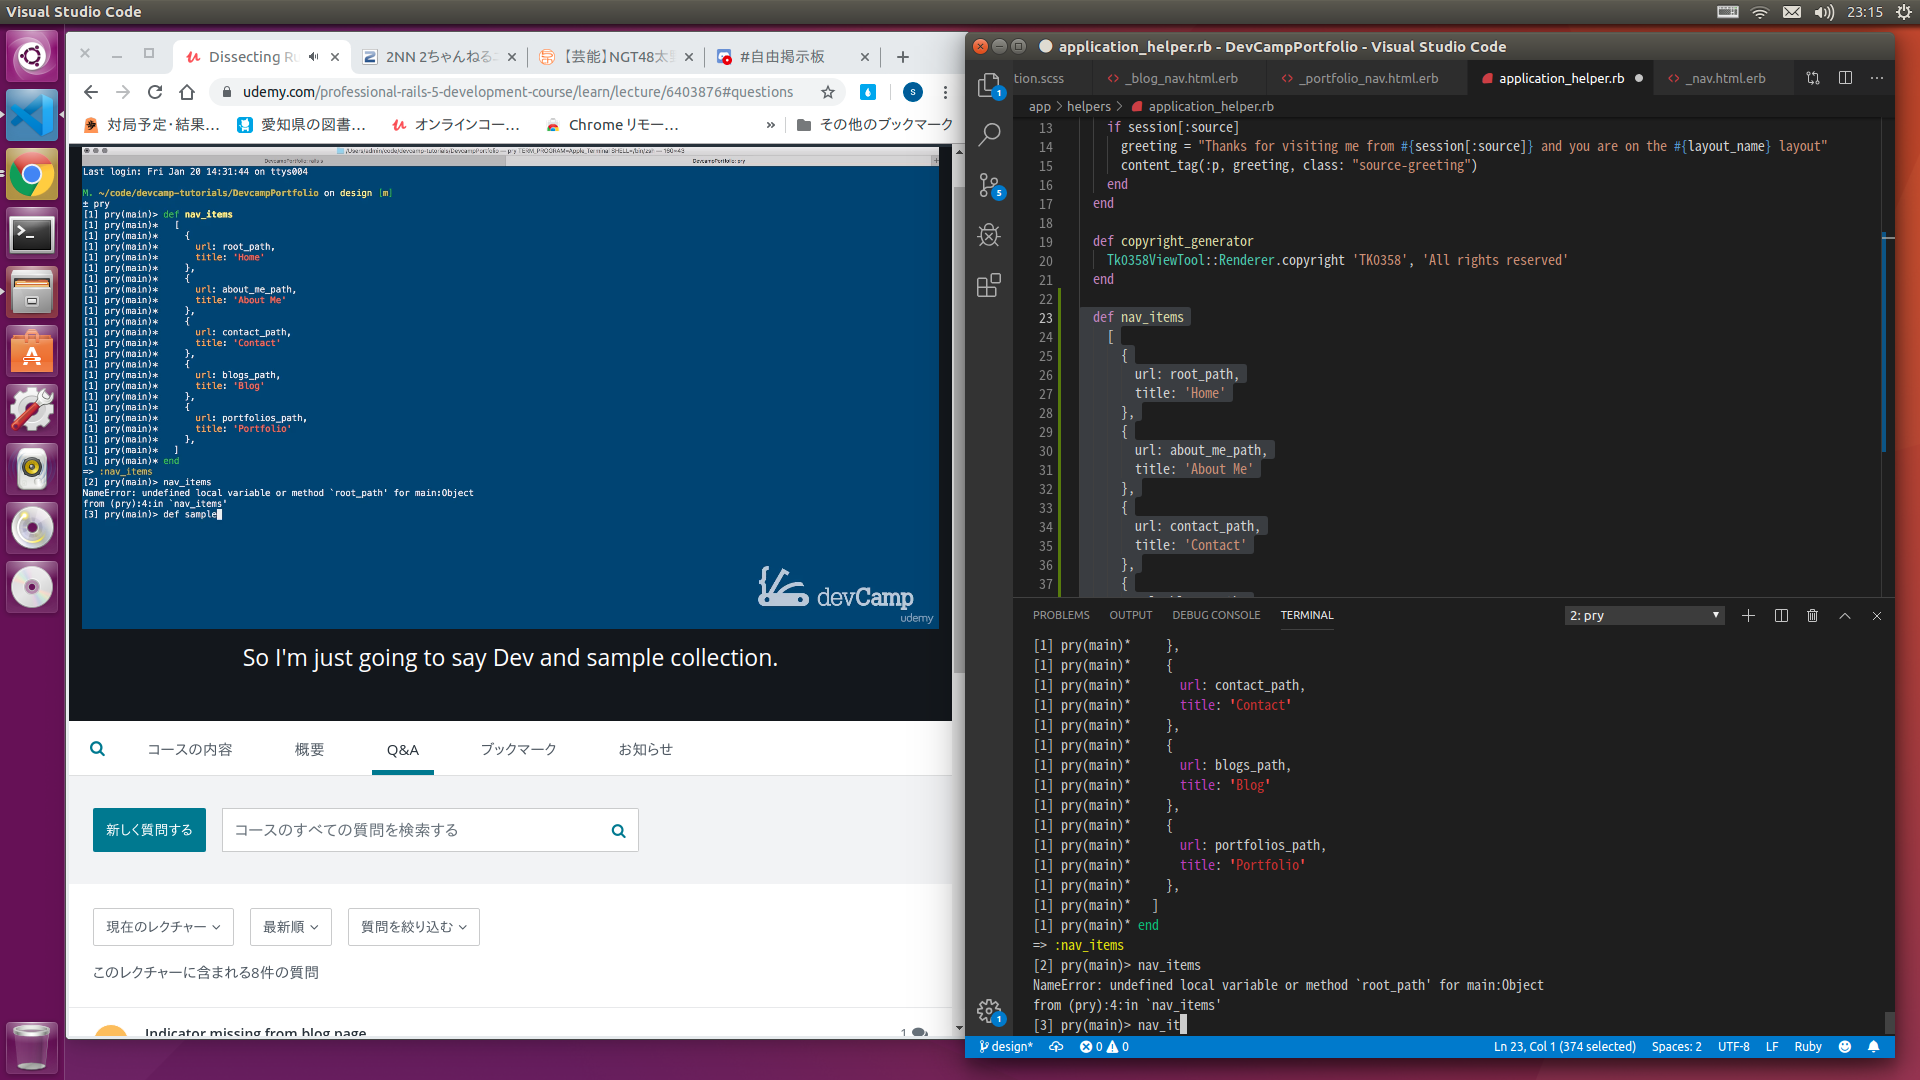 Visual Studio Code
23:15
Dissecting Ru
2NN 2ちゃんねる
【芸能】NGT48太
#自由掲示板
udemy.com/professional-rails-5-development-course/learn/lecture/6403876#questions
S
対局予定・結果...
愛知県の図書...
オンラインコー...
Chrome リモー...
»
その他のブックマーク
/Users/admin/code/devcamp-tutorials/DevcampPortfolio — pry TERM_PROGRAM=Apple_Terminal SHELL=/bin/zsh — 160×43
DevcampPortfolio: rails s
DevcampPortfolio: pry
Last login: Fri Jan 20 14:31:44 on ttys004
M. ~/code/devcamp-tutorials/DevcampPortfolio on design [m]
± pry
[1] pry(main)> def nav_items
[1] pry(main)* [
[1] pry(main)* {
[1] pry(main)* url: root_path,
[1] pry(main)* title: 'Home'
[1] pry(main)* },
[1] pry(main)* {
[1] pry(main)* url: about_me_path,
[1] pry(main)* title: 'About Me'
[1] pry(main)* },
[1] pry(main)* {
[1] pry(main)* url: contact_path,
[1] pry(main)* title: 'Contact'
[1] pry(main)* },
[1] pry(main)* {
[1] pry(main)* url: blogs_path,
[1] pry(main)* title: 'Blog'
[1] pry(main)* },
[1] pry(main)* {
[1] pry(main)* url: portfolios_path,
[1] pry(main)* title: 'Portfolio'
[1] pry(main)* },
[1] pry(main)* ]
[1] pry(main)* end
=> :nav_items
[2] pry(main)> nav_items
NameError: undefined local variable or method `root_path' for main:Object
from (pry):4:in `nav_items'
[3] pry(main)> def sample
devCamp
udemy
So I'm just going to say Dev and sample collection.
コースの内容
概要
Q&A
ブックマーク
お知らせ
新しく質問する
コースのすべての質問を検索する
現在のレクチャー
最新順
質問を絞り込む
このレクチャーに含まれる8件の質問
Indicator missing from blog page
1
application_helper.rb - DevCampPortfolio - Visual Studio Code
tion.scss
_blog_nav.html.erb
_portfolio_nav.html.erb
application_helper.rb
_nav.html.erb
app > helpers > application_helper.rb
13 if session[:source]
14 greeting = "Thanks for visiting me from #{session[:source]} and you are on the #{layout_name} layout"
15 content_tag(:p, greeting, class: "source-greeting")
16 end
17 end
18
19 def copyright_generator
20 Tk0358ViewTool::Renderer.copyright 'TK0358', 'All rights reserved'
21 end
22
23 def nav_items
24 [
25 {
26 url: root_path,
27 title: 'Home'
28 },
29 {
30 url: about_me_path,
31 title: 'About Me'
32 },
33 {
34 url: contact_path,
35 title: 'Contact'
36 },
37 {
1
5
1
PROBLEMS
OUTPUT
DEBUG CONSOLE
TERMINAL
2: pry
[1] pry(main)* },
[1] pry(main)* {
[1] pry(main)* url: contact_path,
[1] pry(main)* title: 'Contact'
[1] pry(main)* },
[1] pry(main)* {
[1] pry(main)* url: blogs_path,
[1] pry(main)* title: 'Blog'
[1] pry(main)* },
[1] pry(main)* {
[1] pry(main)* url: portfolios_path,
[1] pry(main)* title: 'Portfolio'
[1] pry(main)* },
[1] pry(main)* ]
[1] pry(main)* end
=> :nav_items
[2] pry(main)> nav_items
NameError: undefined local variable or method `root_path' for main:Object
from (pry):4:in `nav_items'
[3] pry(main)> nav_it
design*
0
0
Ln 23, Col 1 (374 selected)
Spaces: 2
UTF-8
LF
Ruby